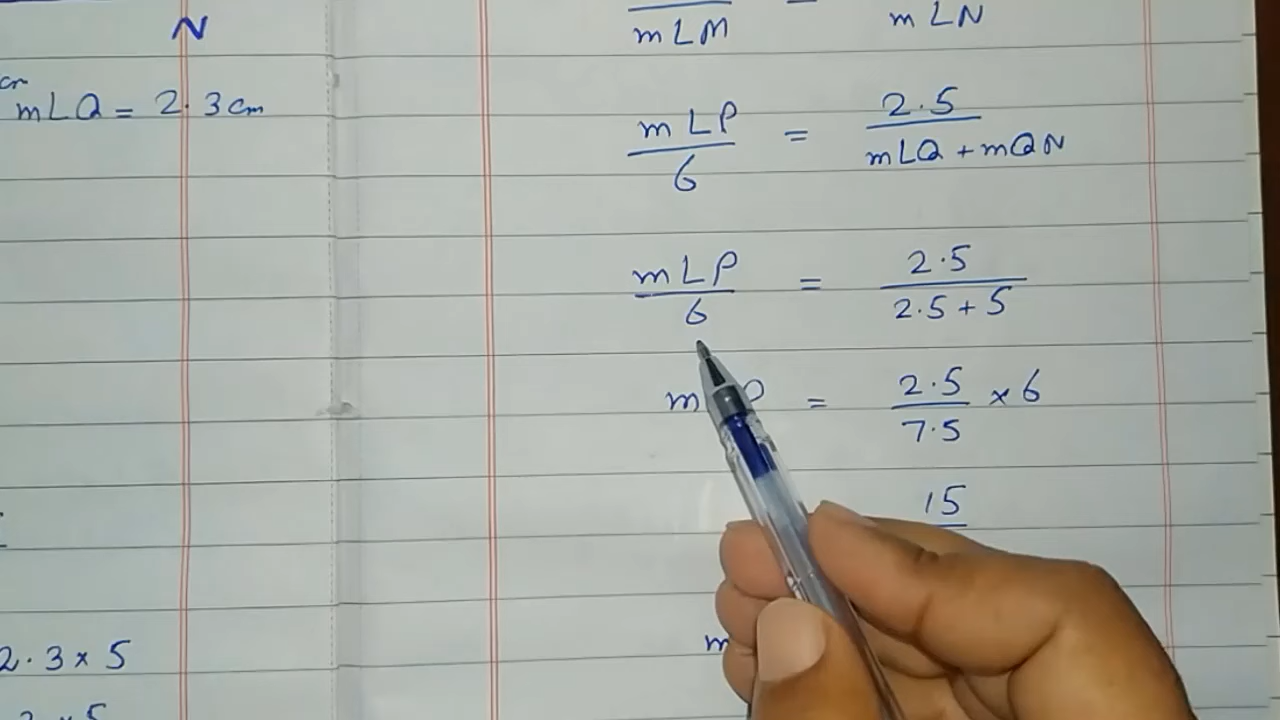 N
cm
mLQ = 2.3cm
2.3 x 5
mLM = mLN
mLP / 6 = 2.5 / mLQ + mQN
mLP / 6 = 2.5 / 2.5 + 5
m P = 2.5 / 7.5 x 6
15
m